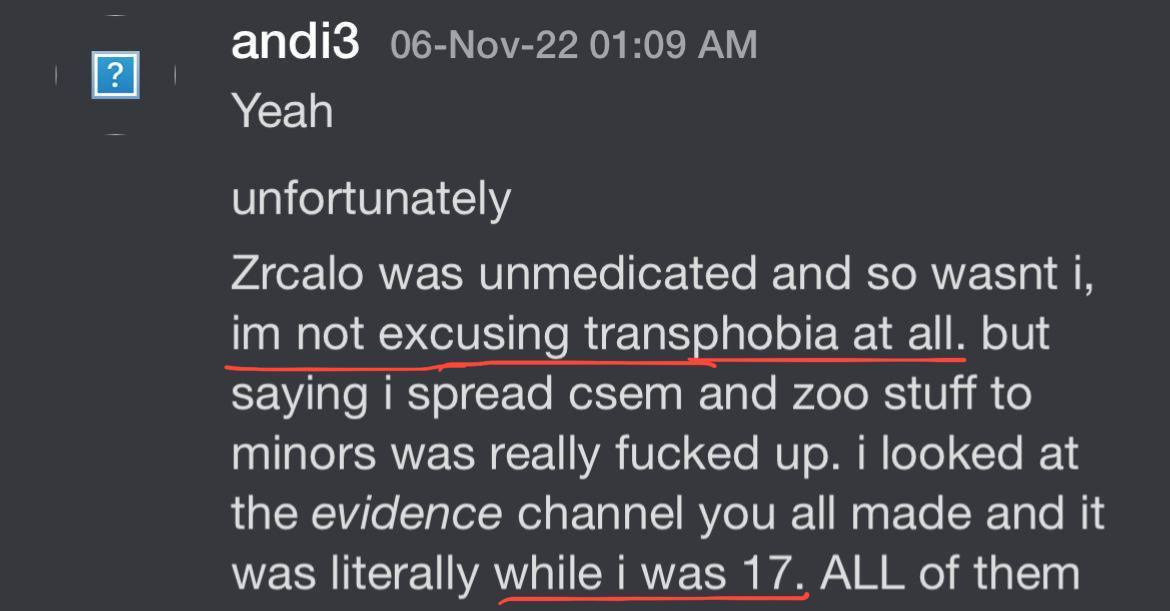 andi3 06-Nov-22 01:09 AM
Yeah
unfortunately
Zrcalo was unmedicated and so wasnt i,
im not excusing transphobia at all. but
saying i spread csem and zoo stuff to
minors was really fucked up. i looked at
the evidence channel you all made and it
was literally while i was 17. ALL of them